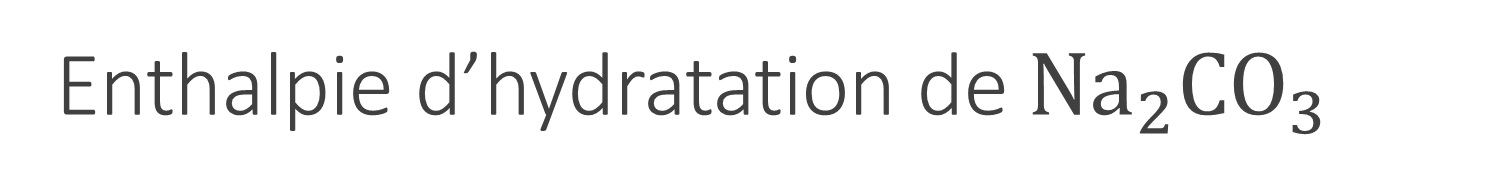 Enthalpie d’hydratation de Na₂CO₃